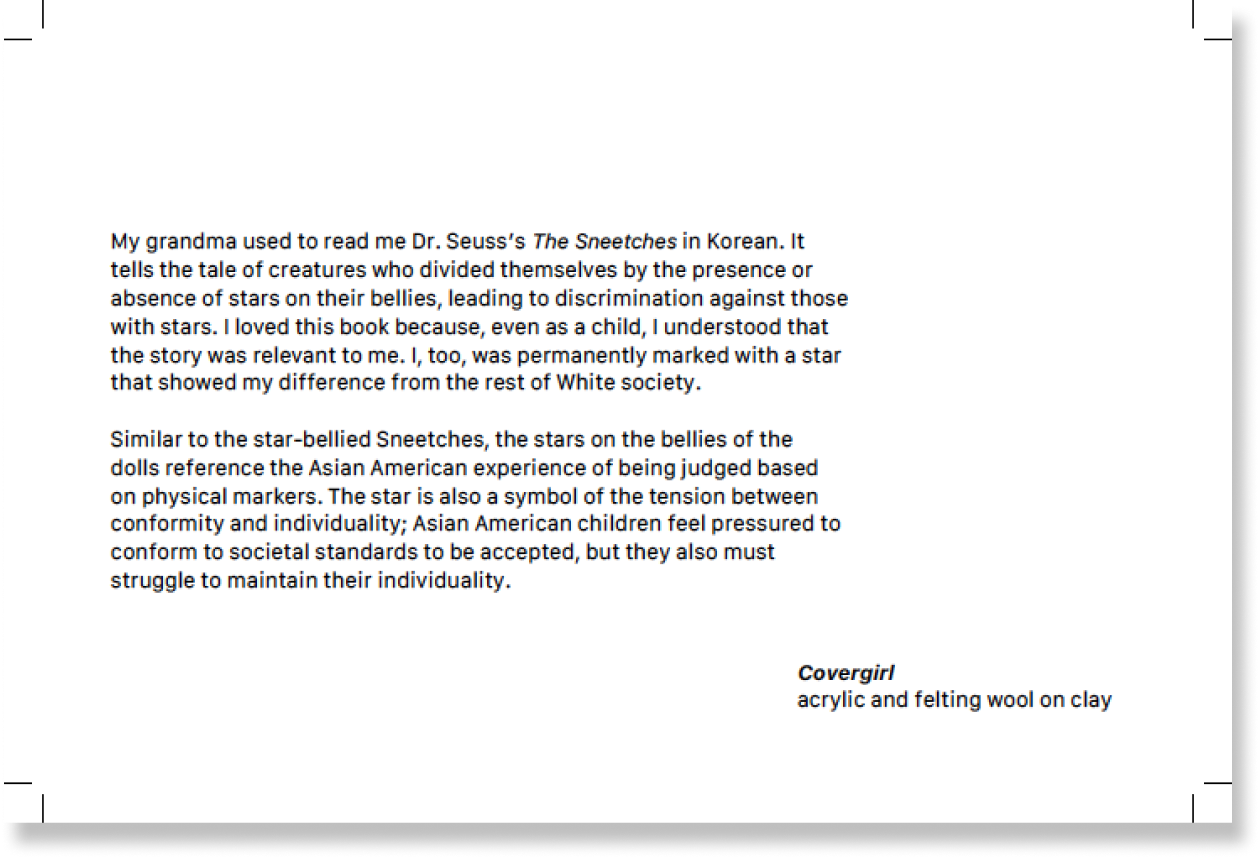 My grandma used to read me Dr. Seuss's The Sneetches in Korean. It
tells the tale of creatures who divided themselves by the presence or
absence of stars on their bellies, leading to discrimination against those
with stars. I loved this book because, even as a child, I understood that
the story was relevant to me. I, too, was permanently marked with a star
that showed my difference from the rest of White society.
Similar to the star-bellied Sneetches, the stars on the bellies of the
dolls reference the Asian American experience of being judged based
on physical markers. The star is also a symbol of the tension between
conformity and individuality; Asian American children feel pressured to
conform to societal standards to be accepted, but they also must
struggle to maintain their individuality.
Covergirl
acrylic and felting wool on clay